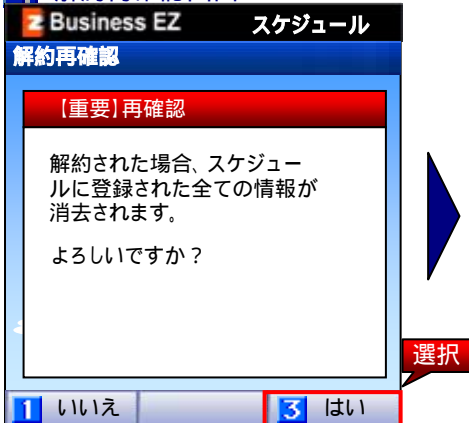 Business EZ スケジュール
解約再確認
【重要】再確認
解約された場合、スケジュー
ルに登録された全ての情報が
消去されます。
よろしいですか？
選択
1 いいえ 3 はい